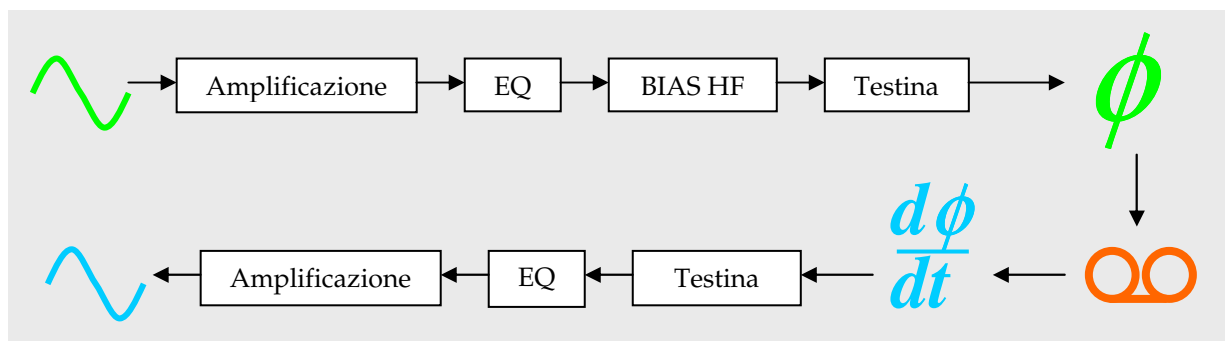 Amplificazione EQ BIAS HF Testina ϕ
Amplificazione EQ Testina dϕ
dt